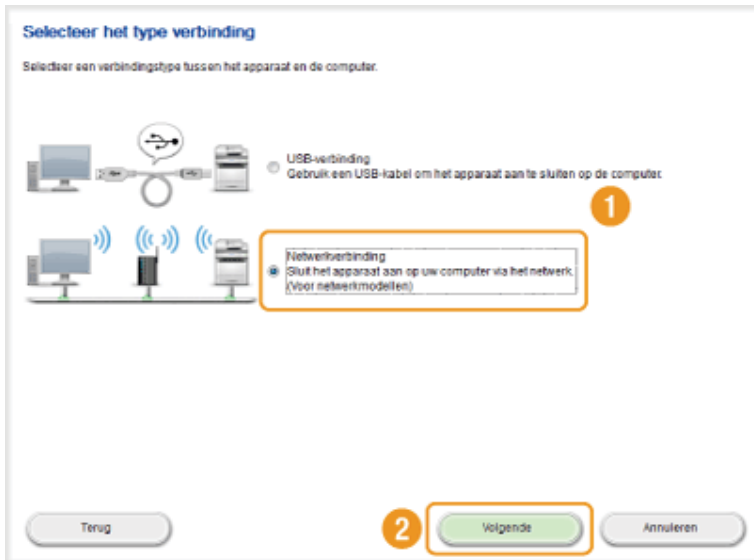 Selecteer het type verbinding
Selecteer een verbindingstype tussen het apparaat en de computer.
USB-verbinding
Gebruik een USB-kabel om het apparaat aan te sluiten op de computer.
1
Netwerkverbinding
Sluit het apparaat aan op uw computer via het netwerk.
(Voor netwerkmodellen)
Terug
2
Volgende
Annuleren